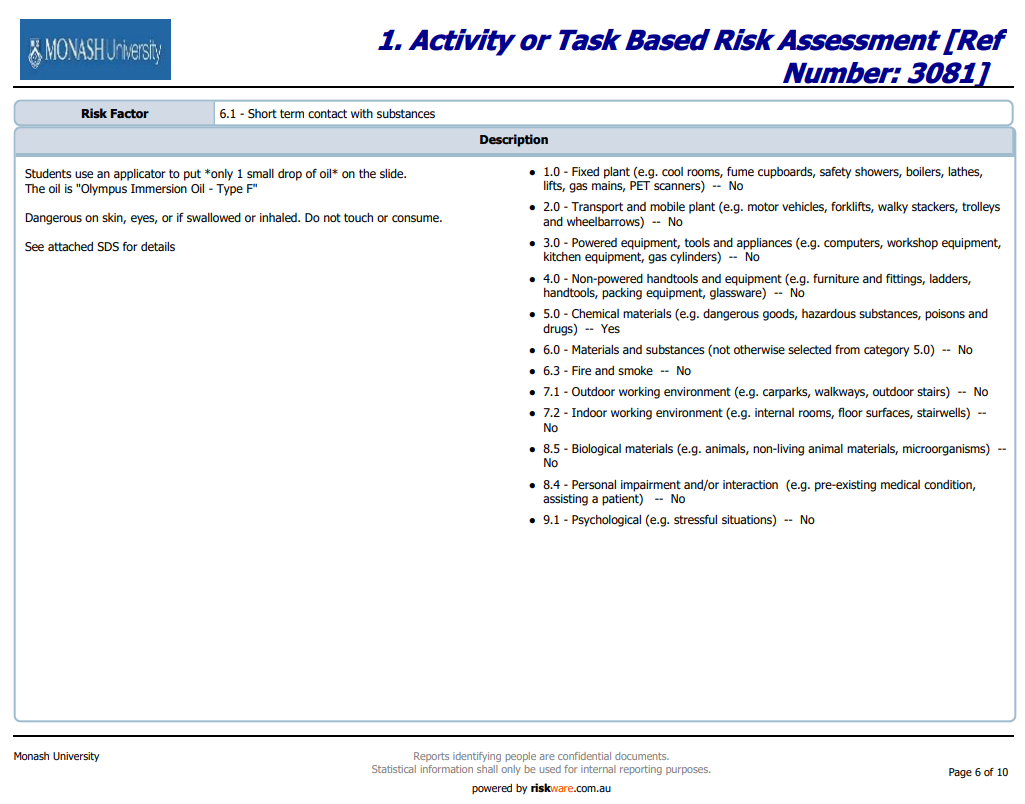 MONASH University
1. Activity or Task Based Risk Assessment [Ref
Number: 3081]
Risk Factor
6.1 - Short term contact with substances
Description
Students use an applicator to put *only 1 small drop of oil* on the slide.
The oil is "Olympus Immersion Oil - Type F"
Dangerous on skin, eyes, or if swallowed or inhaled. Do not touch or consume.
See attached SDS for details
● 1.0 - Fixed plant (e.g. cool rooms, fume cupboards, safety showers, boilers, lathes,
lifts, gas mains, PET scanners) -- No
● 2.0 - Transport and mobile plant (e.g. motor vehicles, forklifts, walky stackers, trolleys
and wheelbarrows) -- No
● 3.0 - Powered equipment, tools and appliances (e.g. computers, workshop equipment,
kitchen equipment, gas cylinders) -- No
● 4.0 - Non-powered handtools and equipment (e.g. furniture and fittings, ladders,
handtools, packing equipment, glassware) -- No
● 5.0 - Chemical materials (e.g. dangerous goods, hazardous substances, poisons and
drugs) -- Yes
● 6.0 - Materials and substances (not otherwise selected from category 5.0) -- No
● 6.3 - Fire and smoke -- No
● 7.1 - Outdoor working environment (e.g. carparks, walkways, outdoor stairs) -- No
● 7.2 - Indoor working environment (e.g. internal rooms, floor surfaces, stairwells) --
No
● 8.5 - Biological materials (e.g. animals, non-living animal materials, microorganisms) --
No
● 8.4 - Personal impairment and/or interaction (e.g. pre-existing medical condition,
assisting a patient) -- No
● 9.1 - Psychological (e.g. stressful situations) -- No
Monash University
Reports identifying people are confidential documents.
Statistical information shall only be used for internal reporting purposes.
Page 6 of 10
powered by riskware.com.au